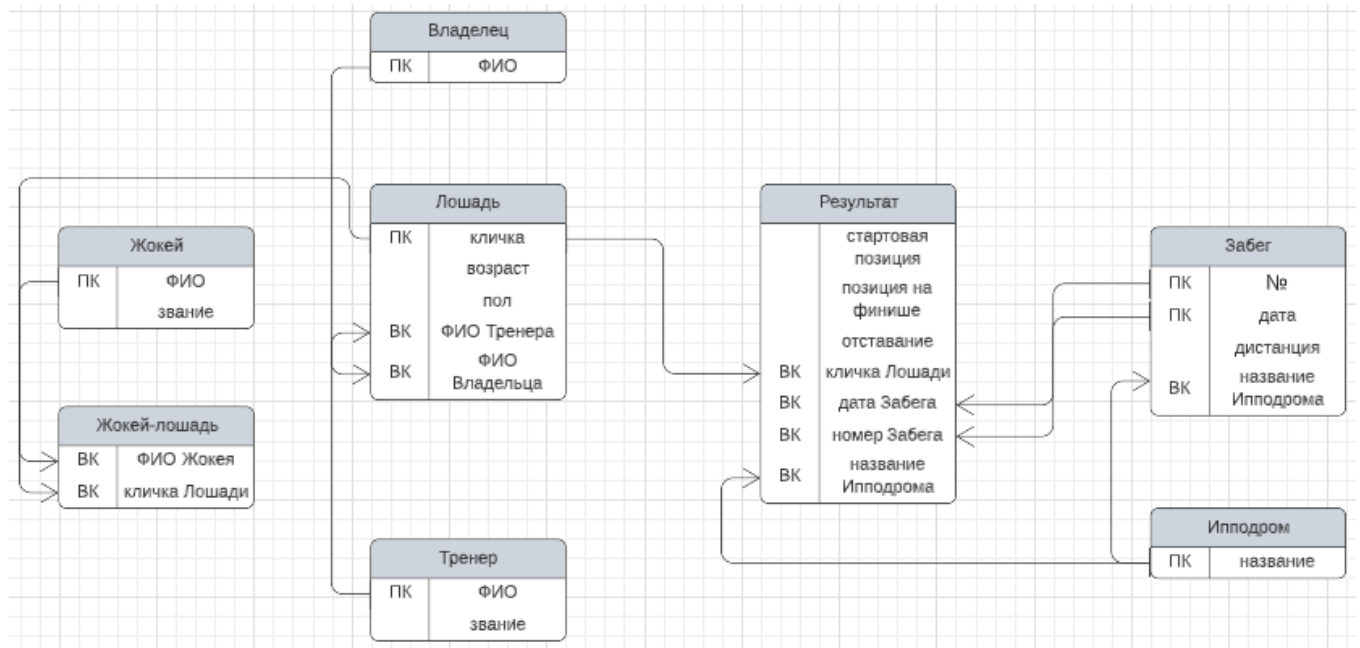 Владелец
ПК ФИО
Лошадь
ПК кличка
возраст
пол
ВК ФИО Тренера
ВК ФИО
Владельца
Жокей
ПК ФИО
звание
Жокей-лошадь
ВК ФИО Жокея
ВК кличка Лошади
Тренер
ПК ФИО
звание
Результат
стартовая
позиция
позиция на
финише
отставание
ВК кличка Лошади
ВК дата Забега
ВК номер Забега
ВК название
Ипподрома
Забег
ПК №
ПК дата
дистанция
ВК название
Ипподрома
Ипподром
ПК название